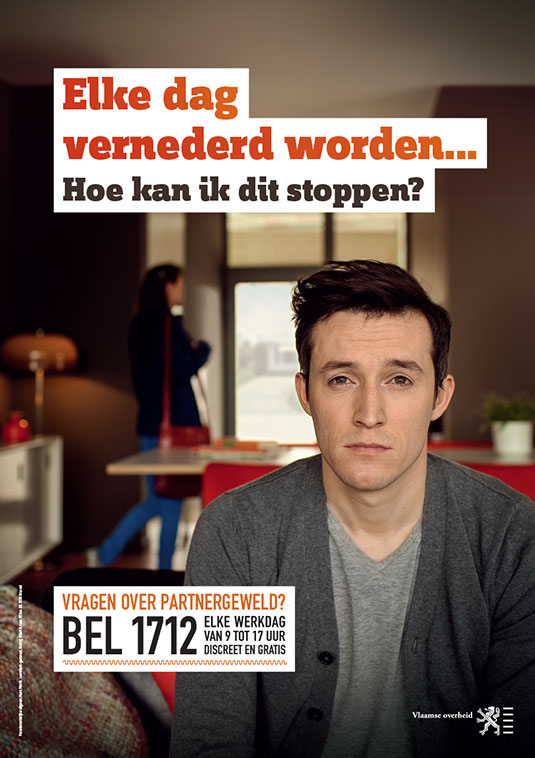 Elke dag
vernederd worden...
Hoe kan ik dit stoppen?
VRAGEN OVER PARTNERGEWELD?
BEL 1712
ELKE WERKDAG
VAN 9 TOT 17 UUR
DISCREET EN GRATIS
Vlaamse overheid